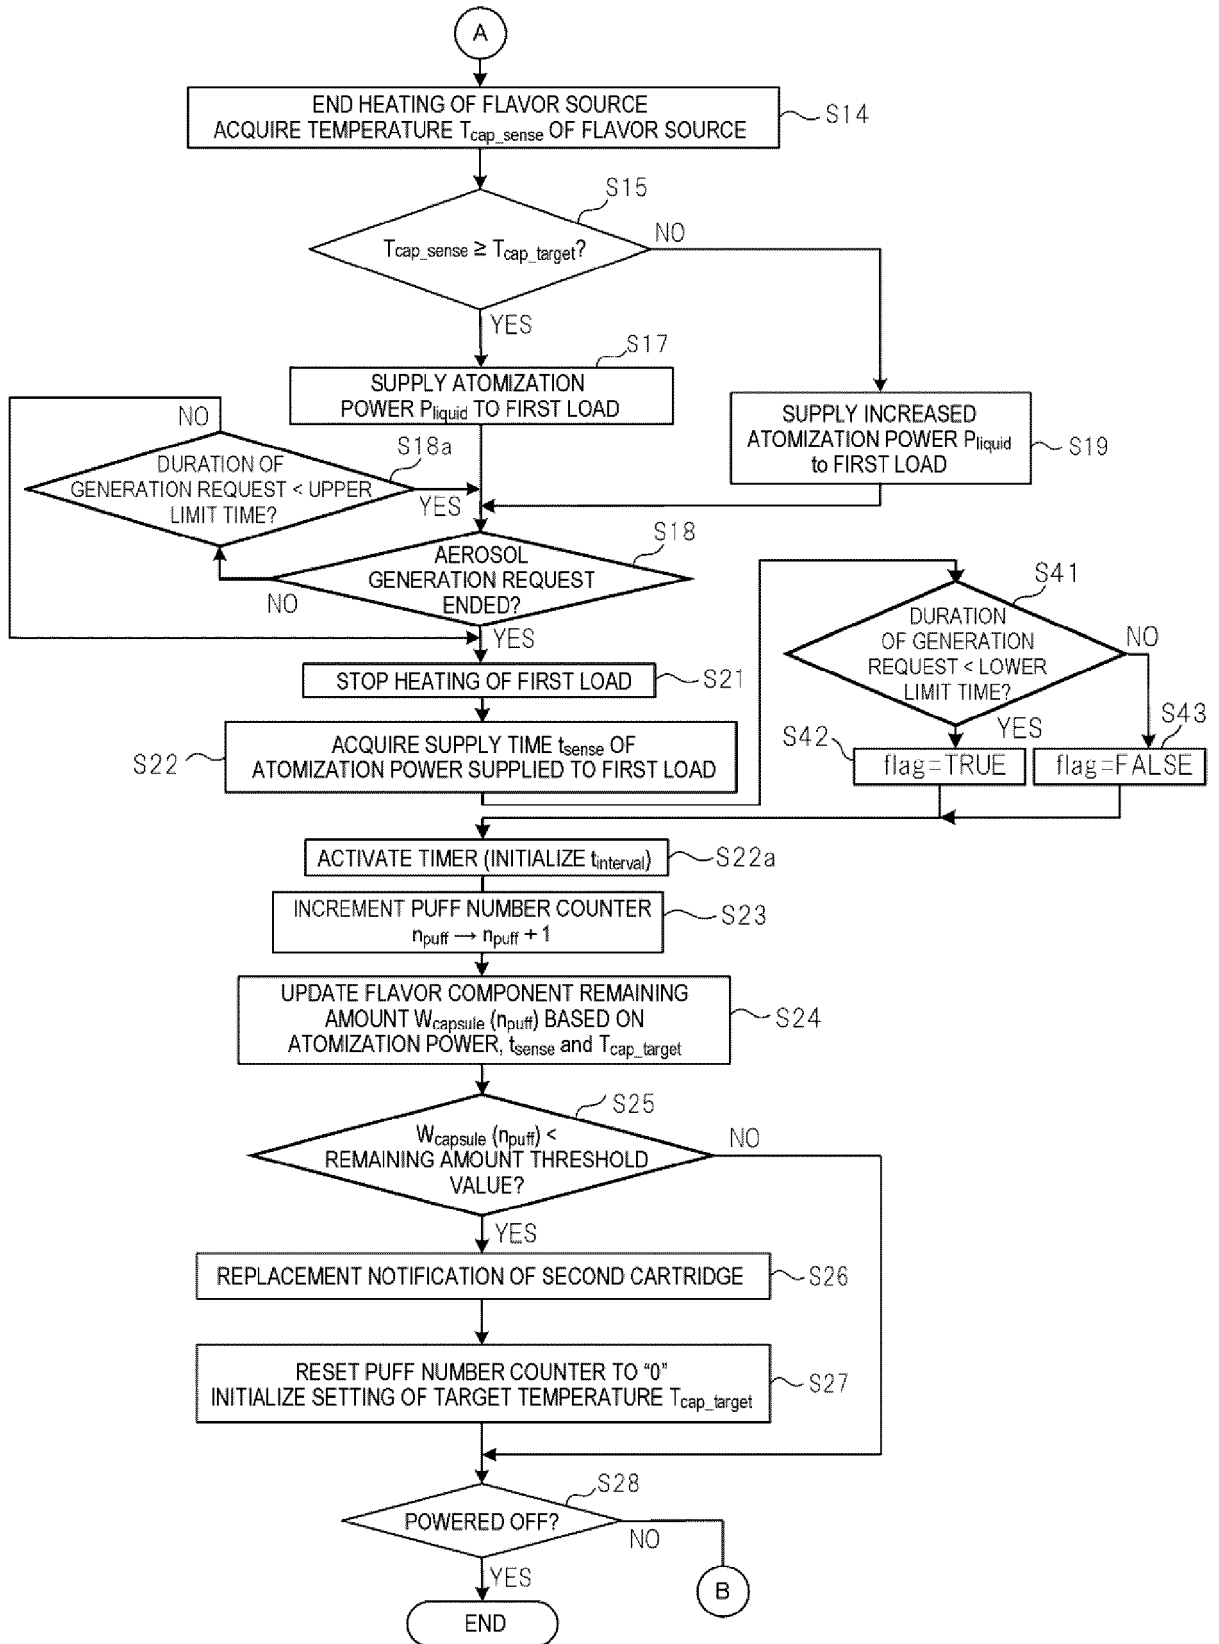 A
END HEATING OF FLAVOR SOURCE
ACQUIRE TEMPERATURE Tcap_sense OF FLAVOR SOURCE
S14
S15
Tcap_sense ≥ Tcap_target?
NO
YES
S17
SUPPLY ATOMIZATION
POWER Pliquid TO FIRST LOAD
SUPPLY INCREASED
ATOMIZATION POWER Pliquid
to FIRST LOAD
S19
NO
S18a
DURATION OF
GENERATION REQUEST < UPPER
LIMIT TIME?
YES
S18
AEROSOL
GENERATION REQUEST
ENDED?
NO
YES
S41
DURATION
OF GENERATION
REQUEST < LOWER
LIMIT TIME?
NO
YES
STOP HEATING OF FIRST LOAD
S21
S22
ACQUIRE SUPPLY TIME tsense OF
ATOMIZATION POWER SUPPLIED TO FIRST LOAD
S42
flag=TRUE
S43
flag=FALSE
ACTIVATE TIMER (INITIALIZE tinterval)
S22a
INCREMENT PUFF NUMBER COUNTER
npuff → npuff + 1
S23
UPDATE FLAVOR COMPONENT REMAINING
AMOUNT Wcapsule (npuff) BASED ON
ATOMIZATION POWER, tsense and Tcap_target
S24
S25
Wcapsule (npuff) <
REMAINING AMOUNT THRESHOLD
VALUE?
NO
YES
REPLACEMENT NOTIFICATION OF SECOND CARTRIDGE
S26
RESET PUFF NUMBER COUNTER TO “0”
INITIALIZE SETTING OF TARGET TEMPERATURE Tcap_target
S27
S28
POWERED OFF?
NO
YES
B
END